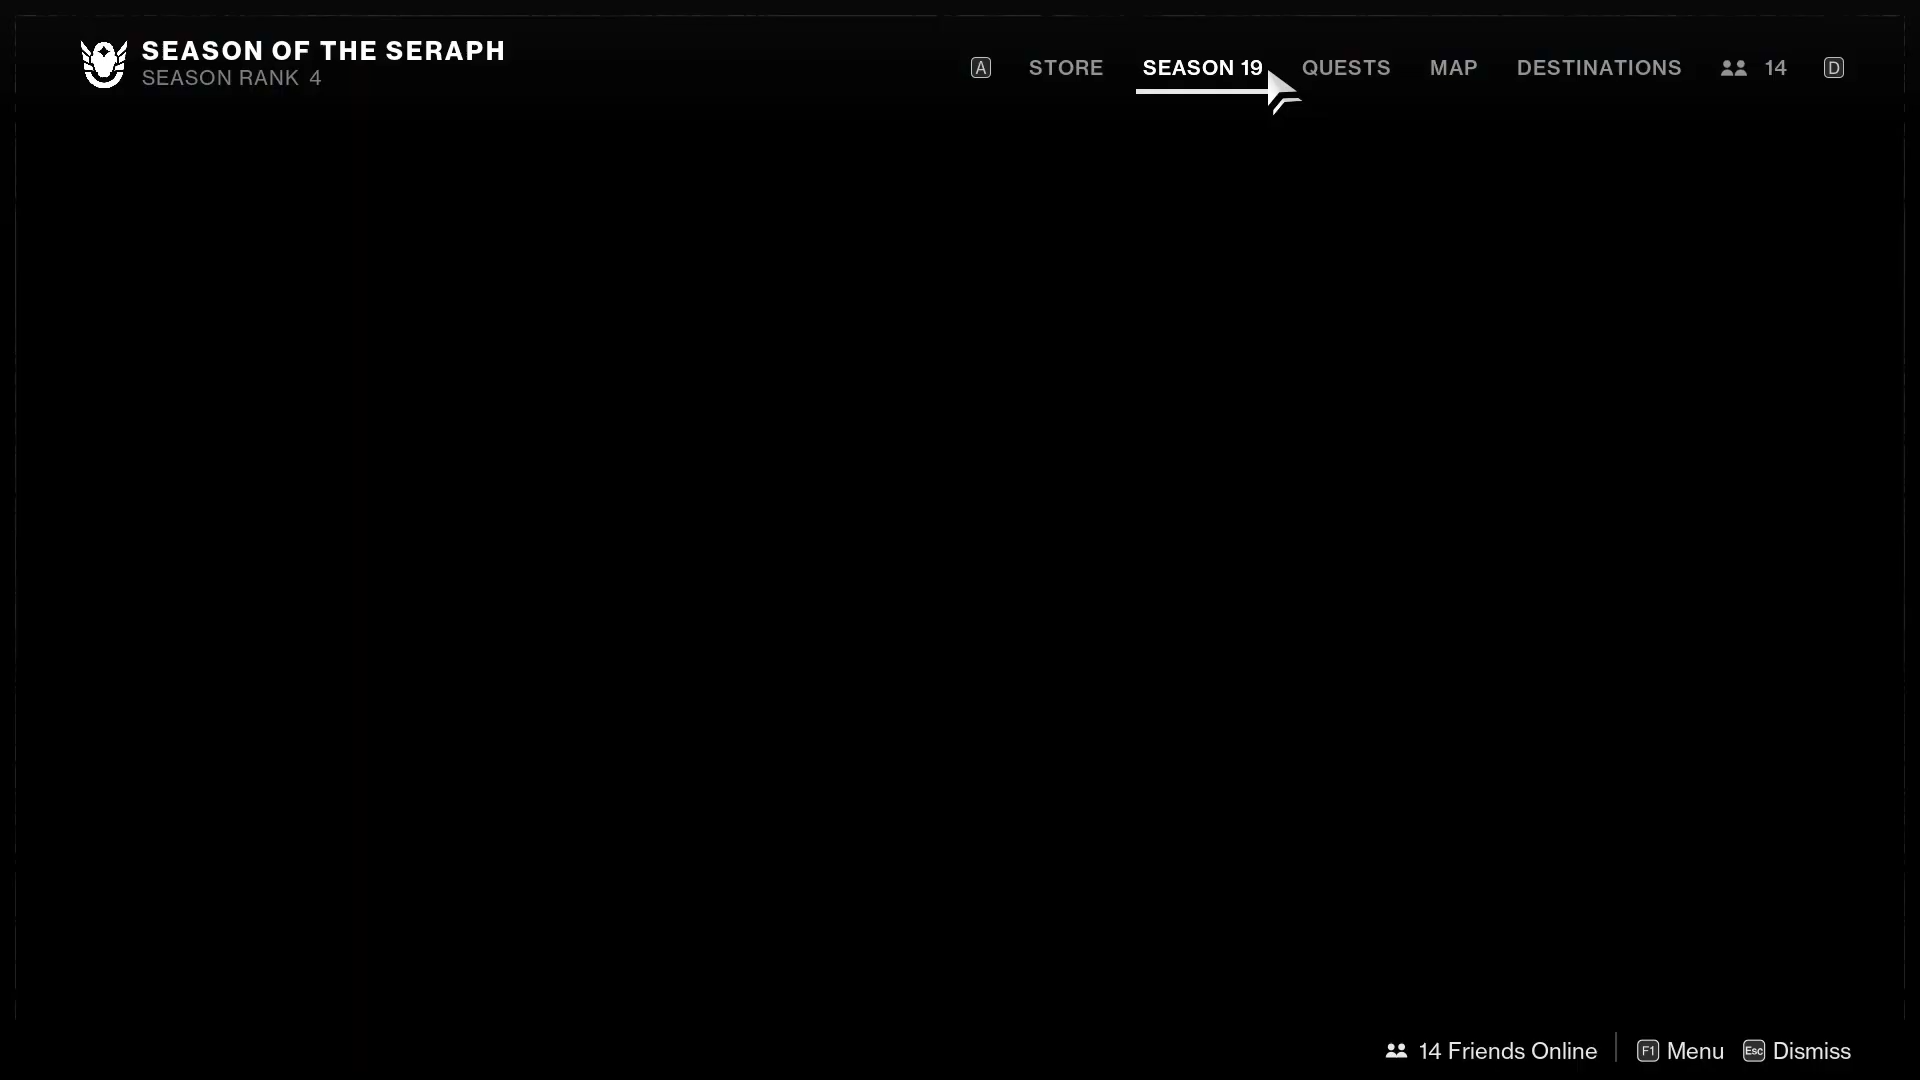 SEASON OF THE SERAPH
SEASON RANK 4
A STORE SEASON 19 QUESTS MAP DESTINATIONS 14 D
14 Friends Online F1 Menu Esc Dismiss